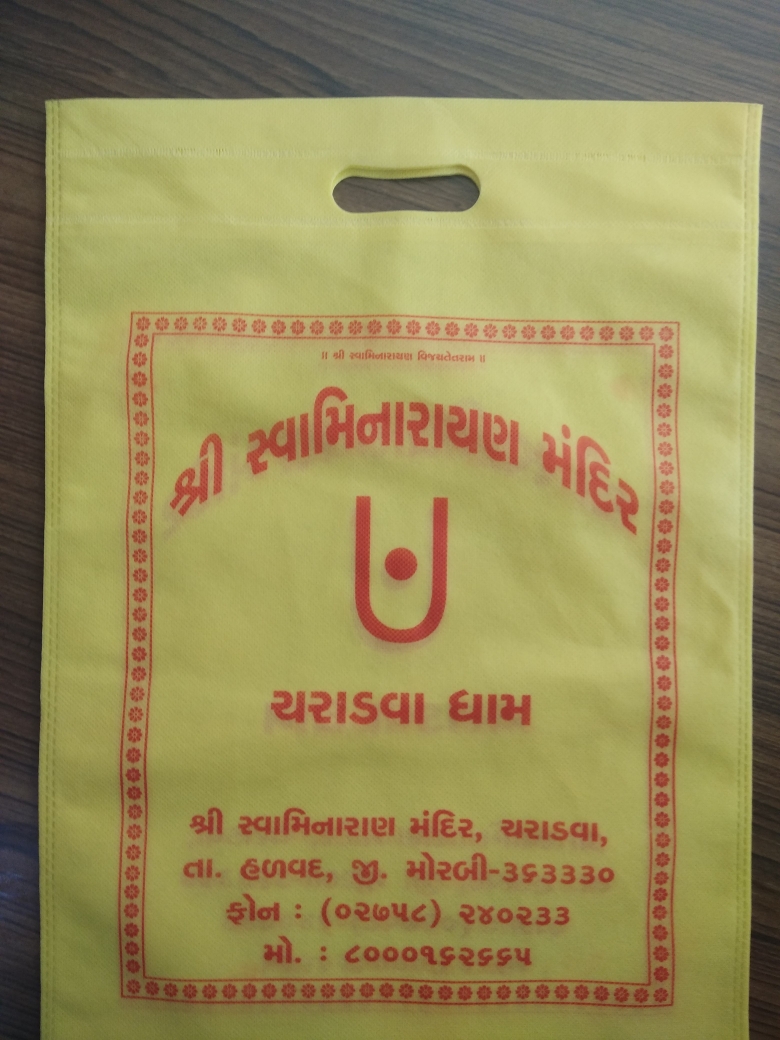 ॥ શ્રી સ્વામિનારાયણ વિજયતેતરામ ॥
શ્રી સ્વામિનારાયણ મંદિર
ચરાડવા ધામ
શ્રી સ્વામિનારાણ મંદિર, ચરાડવા,
તા. હળવદ, જી. મોરબી-૩૬૩૩૩૦
ફોન : (૦૨૭૫૮) ૨૪૦૨૩૩
મો. : ૮૦૦૦૧૬૨૬૬૫